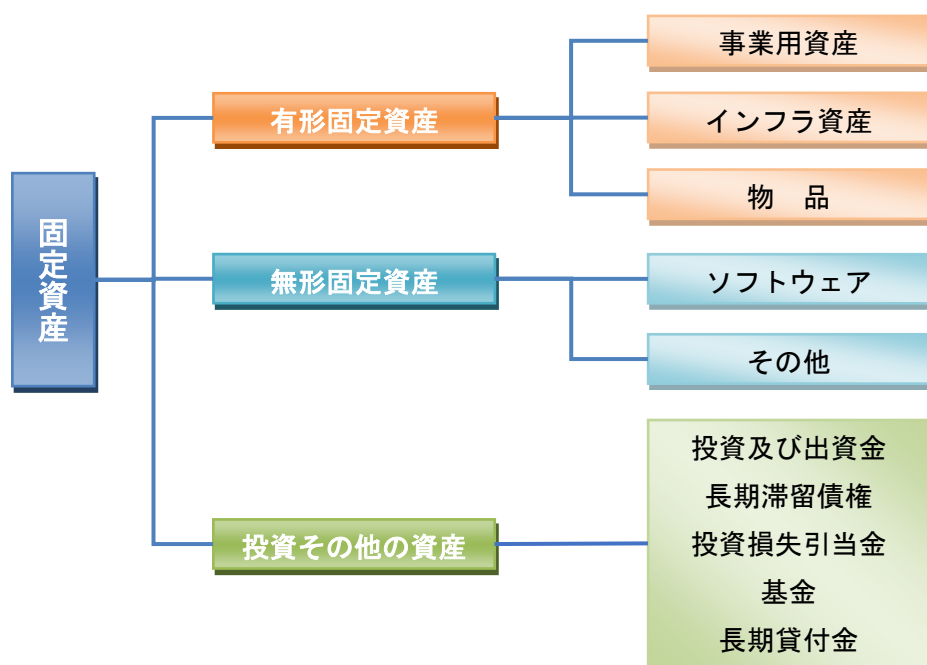 固定資産
有形固定資産
事業用資産
インフラ資産
物　品
無形固定資産
ソフトウェア
その他
投資その他の資産
投資及び出資金
長期滞留債権
投資損失引当金
基金
長期貸付金